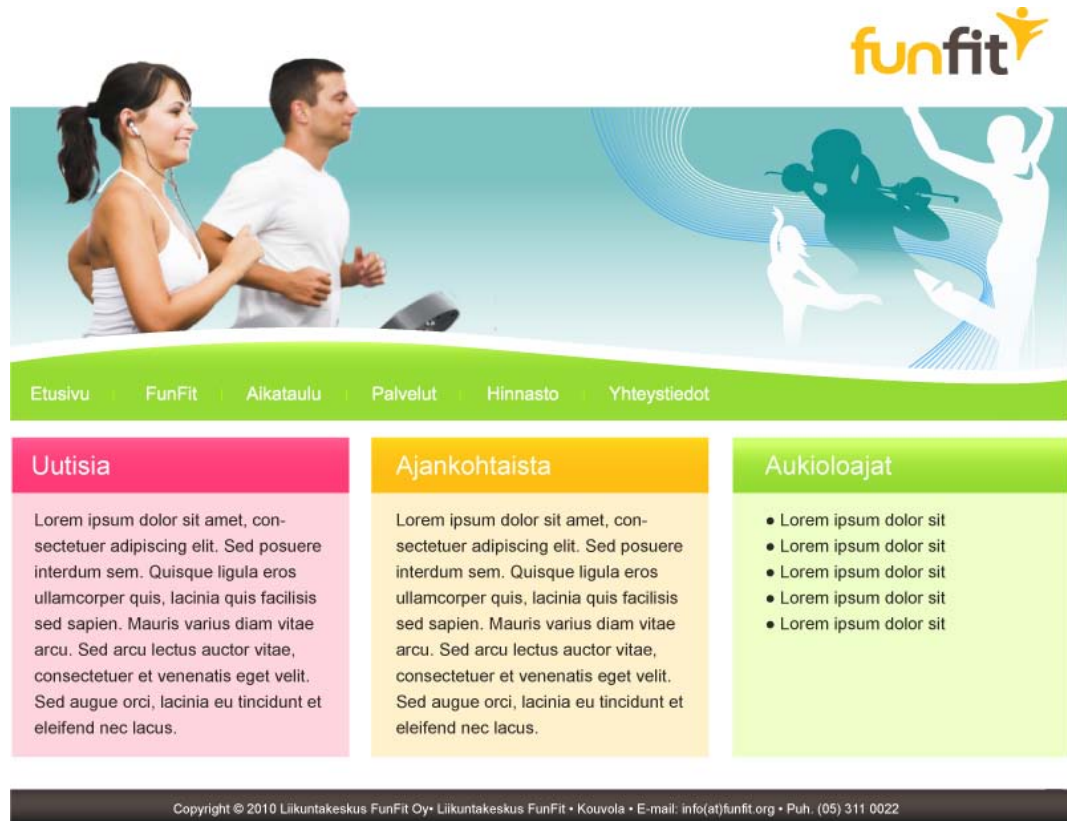 funfit
Etusivu | FunFit | Aikataulu | Palvelut | Hinnasto | Yhteystiedot
Uutisia
Lorem ipsum dolor sit amet, con-
sectetuer adipiscing elit. Sed posuere
interdum sem. Quisque ligula eros
ullamcorper quis, lacinia quis facilisis
sed sapien. Mauris varius diam vitae
arcu. Sed arcu lectus auctor vitae,
consectetuer et venenatis eget velit.
Sed augue orci, lacinia eu tincidunt et
eleifend nec lacus.
Ajankohtaista
Lorem ipsum dolor sit amet, con-
sectetuer adipiscing elit. Sed posuere
interdum sem. Quisque ligula eros
ullamcorper quis, lacinia quis facilisis
sed sapien. Mauris varius diam vitae
arcu. Sed arcu lectus auctor vitae,
consectetuer et venenatis eget velit.
Sed augue orci, lacinia eu tincidunt et
eleifend nec lacus.
Aukioloajat
● Lorem ipsum dolor sit
● Lorem ipsum dolor sit
● Lorem ipsum dolor sit
● Lorem ipsum dolor sit
● Lorem ipsum dolor sit
Copyright © 2010 Liikuntakeskus FunFit Oy• Liikuntakeskus FunFit • Kouvola • E-mail: info(at)funfit.org • Puh. (05) 311 0022